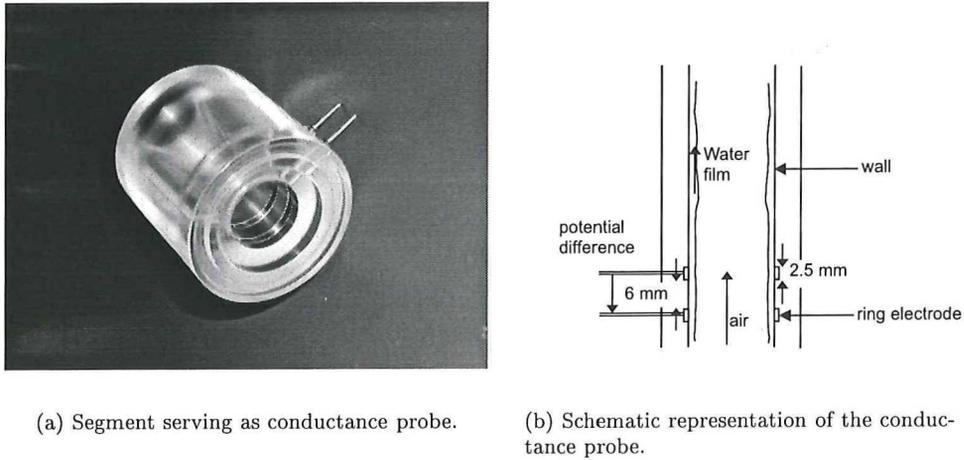 Water
film
wall
potential
difference
2.5 mm
6 mm
air
ring electrode
(a) Segment serving as conductance probe.
(b) Schematic representation of the conduc-
tance probe.